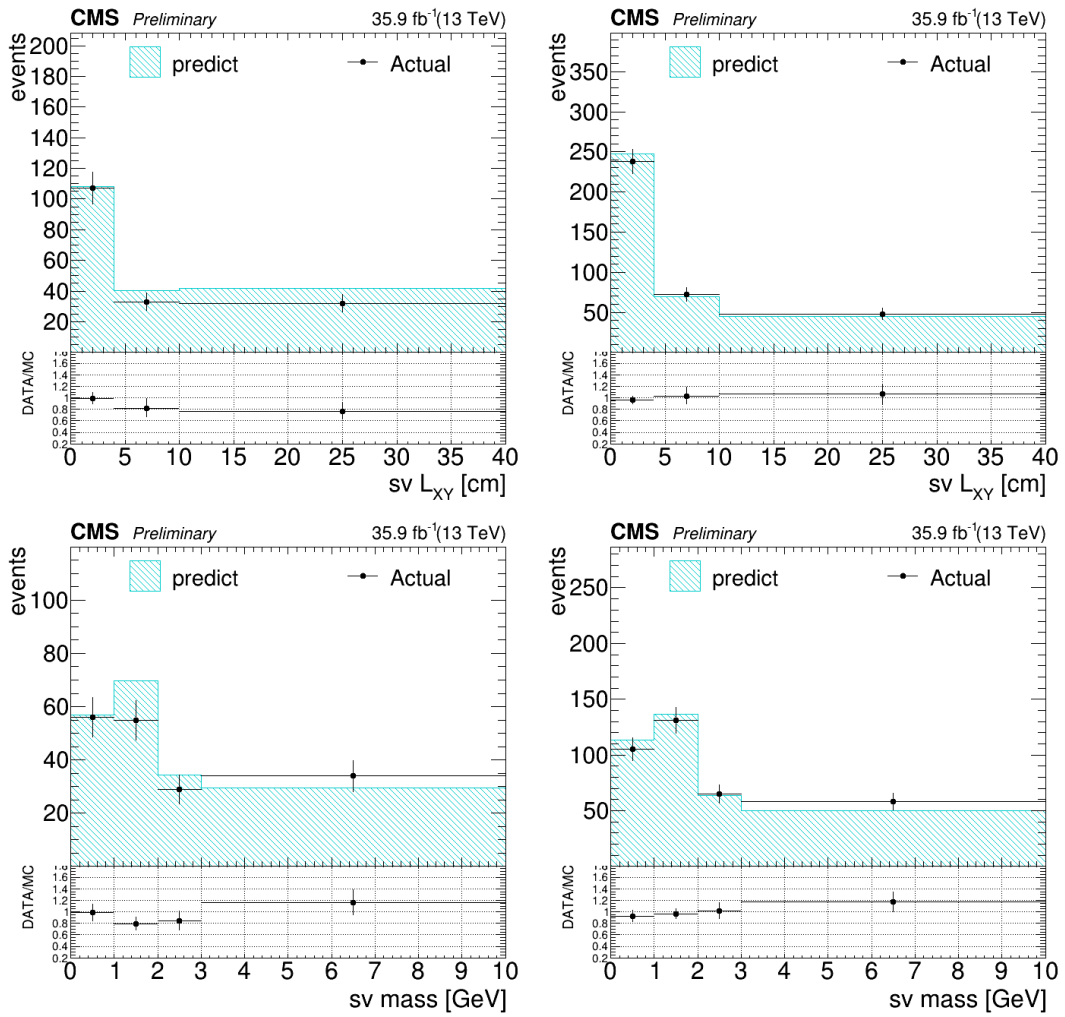 CMS Preliminary 35.9 fb⁻¹(13 TeV)
events
predict Actual
200
180
160
140
120
100
80
60
40
20
DATA/MC
1.8
1.6
1.4
1.2
1
0.8
0.6
0.4
0.2
0 5 10 15 20 25 30 35 40
sv L_XY [cm]
CMS Preliminary 35.9 fb⁻¹(13 TeV)
events
predict Actual
350
300
250
200
150
100
50
DATA/MC
1.8
1.6
1.4
1.2
1
0.8
0.6
0.4
0.2
0 5 10 15 20 25 30 35 40
sv L_XY [cm]
CMS Preliminary 35.9 fb⁻¹(13 TeV)
events
predict Actual
100
80
60
40
20
DATA/MC
1.8
1.6
1.4
1.2
1
0.8
0.6
0.4
0.2
0 1 2 3 4 5 6 7 8 9 10
sv mass [GeV]
CMS Preliminary 35.9 fb⁻¹(13 TeV)
events
predict Actual
250
200
150
100
50
DATA/MC
1.8
1.6
1.4
1.2
1
0.8
0.6
0.4
0.2
0 1 2 3 4 5 6 7 8 9 10
sv mass [GeV]